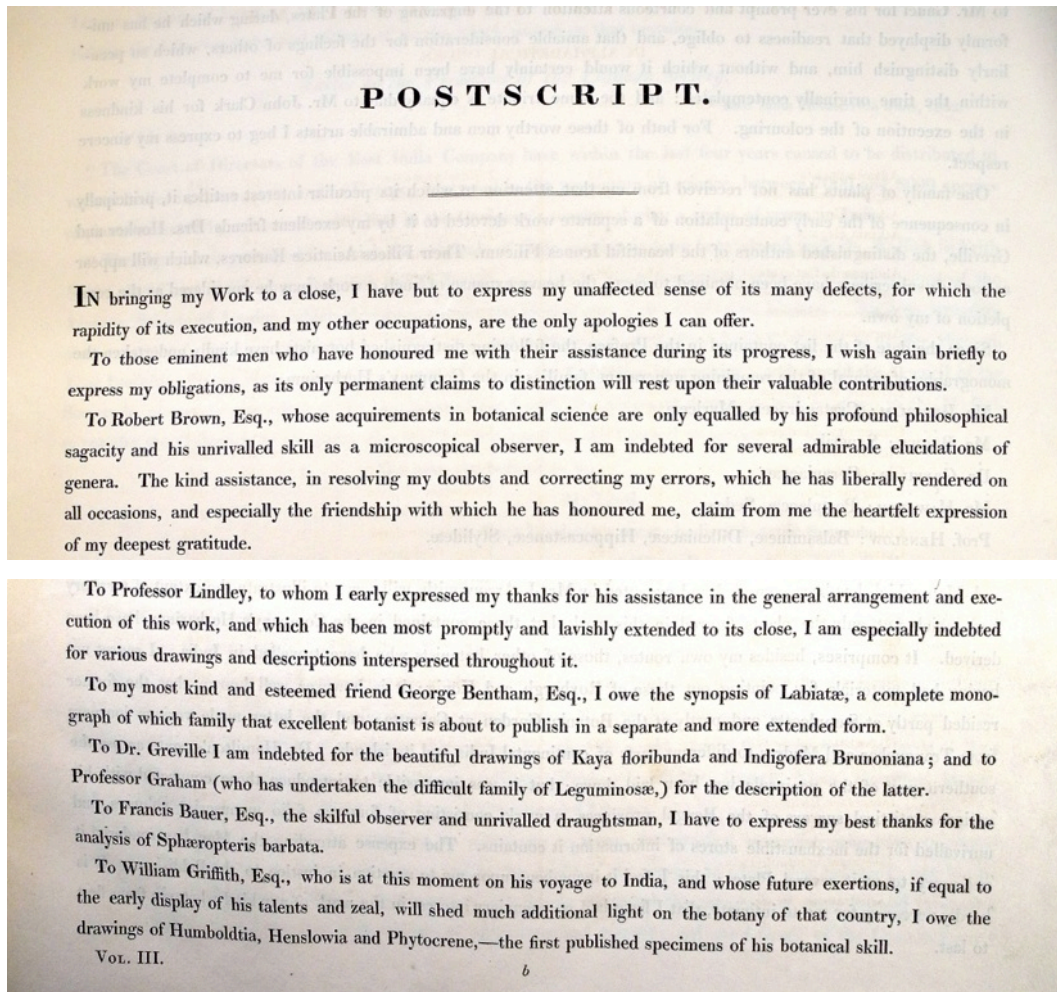 POSTSCRIPT.
IN bringing my Work to a close, I have but to express my unaffected sense of its many defects, for which the
rapidity of its execution, and my other occupations, are the only apologies I can offer.
To those eminent men who have honoured me with their assistance during its progress, I wish again briefly to
express my obligations, as its only permanent claims to distinction will rest upon their valuable contributions.
To Robert Brown, Esq., whose acquirements in botanical science are only equalled by his profound philosophical
sagacity and his unrivalled skill as a microscopical observer, I am indebted for several admirable elucidations of
genera. The kind assistance, in resolving my doubts and correcting my errors, which he has liberally rendered on
all occasions, and especially the friendship with which he has honoured me, claim from me the heartfelt expression
of my deepest gratitude.
To Professor Lindley, to whom I early expressed my thanks for his assistance in the general arrangement and exe-
cution of this work, and which has been most promptly and lavishly extended to its close, I am especially indebted
for various drawings and descriptions interspersed throughout it.
To my most kind and esteemed friend George Bentham, Esq., I owe the synopsis of Labiatæ, a complete mono-
graph of which family that excellent botanist is about to publish in a separate and more extended form.
To Dr. Greville I am indebted for the beautiful drawings of Kaya floribunda and Indigofera Brunoniana; and to
Professor Graham (who has undertaken the difficult family of Leguminosæ,) for the description of the latter.
To Francis Bauer, Esq., the skilful observer and unrivalled draughtsman, I have to express my best thanks for the
analysis of Sphæropteris barbata.
To William Griffith, Esq., who is at this moment on his voyage to India, and whose future exertions, if equal to
the early display of his talents and zeal, will shed much additional light on the botany of that country, I owe the
drawings of Humboldtia, Henslowia and Phytocrene,—the first published specimens of his botanical skill.
VOL. III.
b